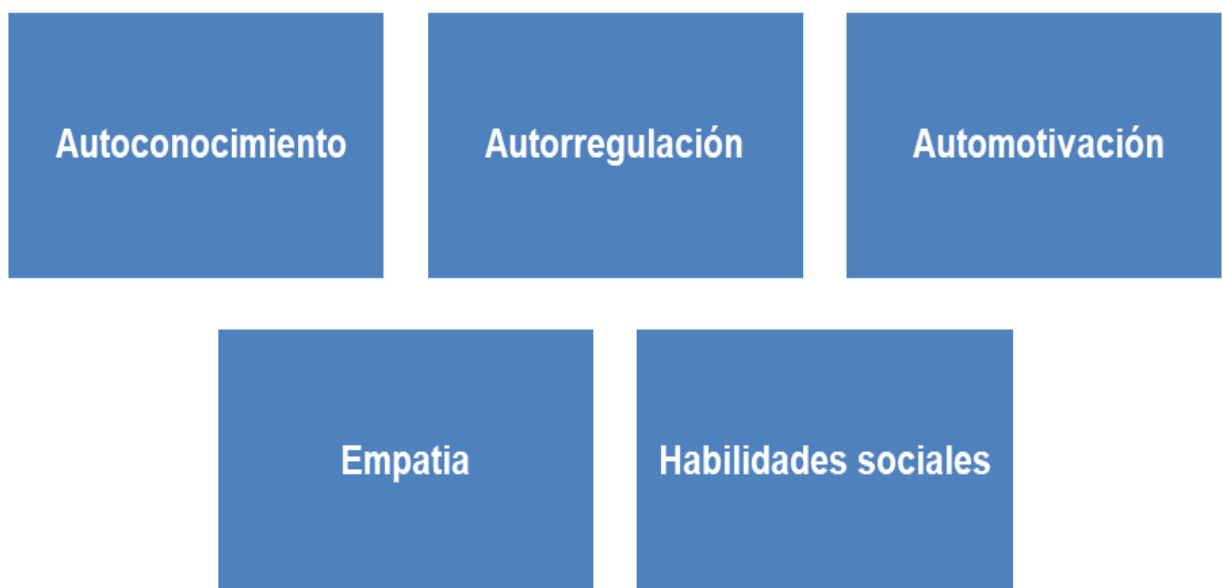 Autoconocimiento
Autorregulación
Automotivación
Empatia
Habilidades sociales